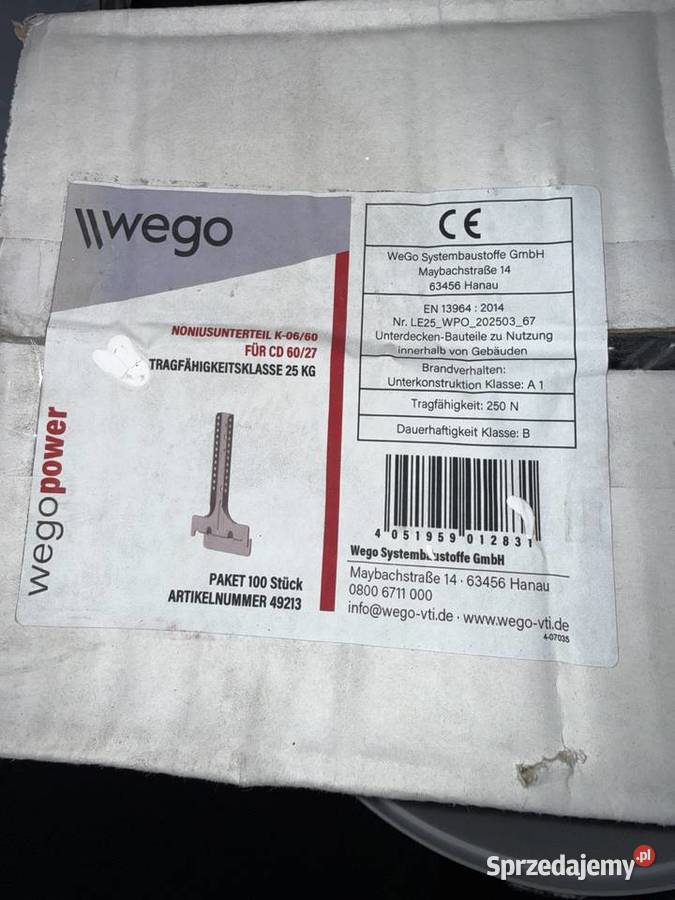 wego
NONIUSUNTERTEIL K-06/60
FÜR CD 60/27
TRAGFÄHIGKEITSKLASSE 25 KG
wegopower
PAKET 100 Stück
ARTIKELNUMMER 49213
CE
WeGo Systembaustoffe GmbH
Maybachstraße 14
63456 Hanau
EN 13964 : 2014
Nr. LE25_WPO_202503_67
Unterdecken-Bauteile zu Nutzung
innerhalb von Gebäuden
Brandverhalten:
Unterkonstruktion Klasse: A 1
Tragfähigkeit: 250 N
Dauerhaftigkeit Klasse: B
4 051959 012831
Wego Systembaustoffe GmbH
Maybachstraße 14 · 63456 Hanau
0800 6711 000
info@wego-vti.de · www.wego-vti.de
4-07035
Sprzedajemy.pl